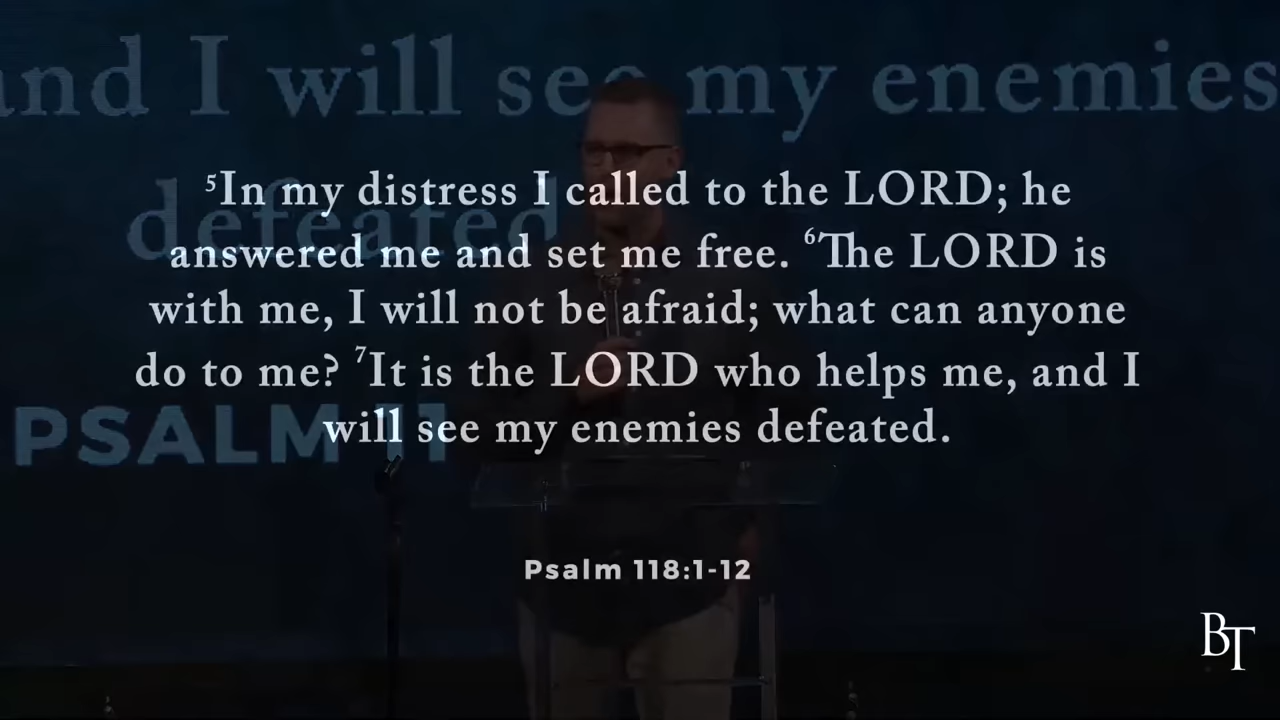 and I will see my enemies
defeated
PSALM 11
⁵In my distress I called to the LORD; he
answered me and set me free. ⁶The LORD is
with me, I will not be afraid; what can anyone
do to me? ⁷It is the LORD who helps me, and I
will see my enemies defeated.
Psalm 118:1-12
BT